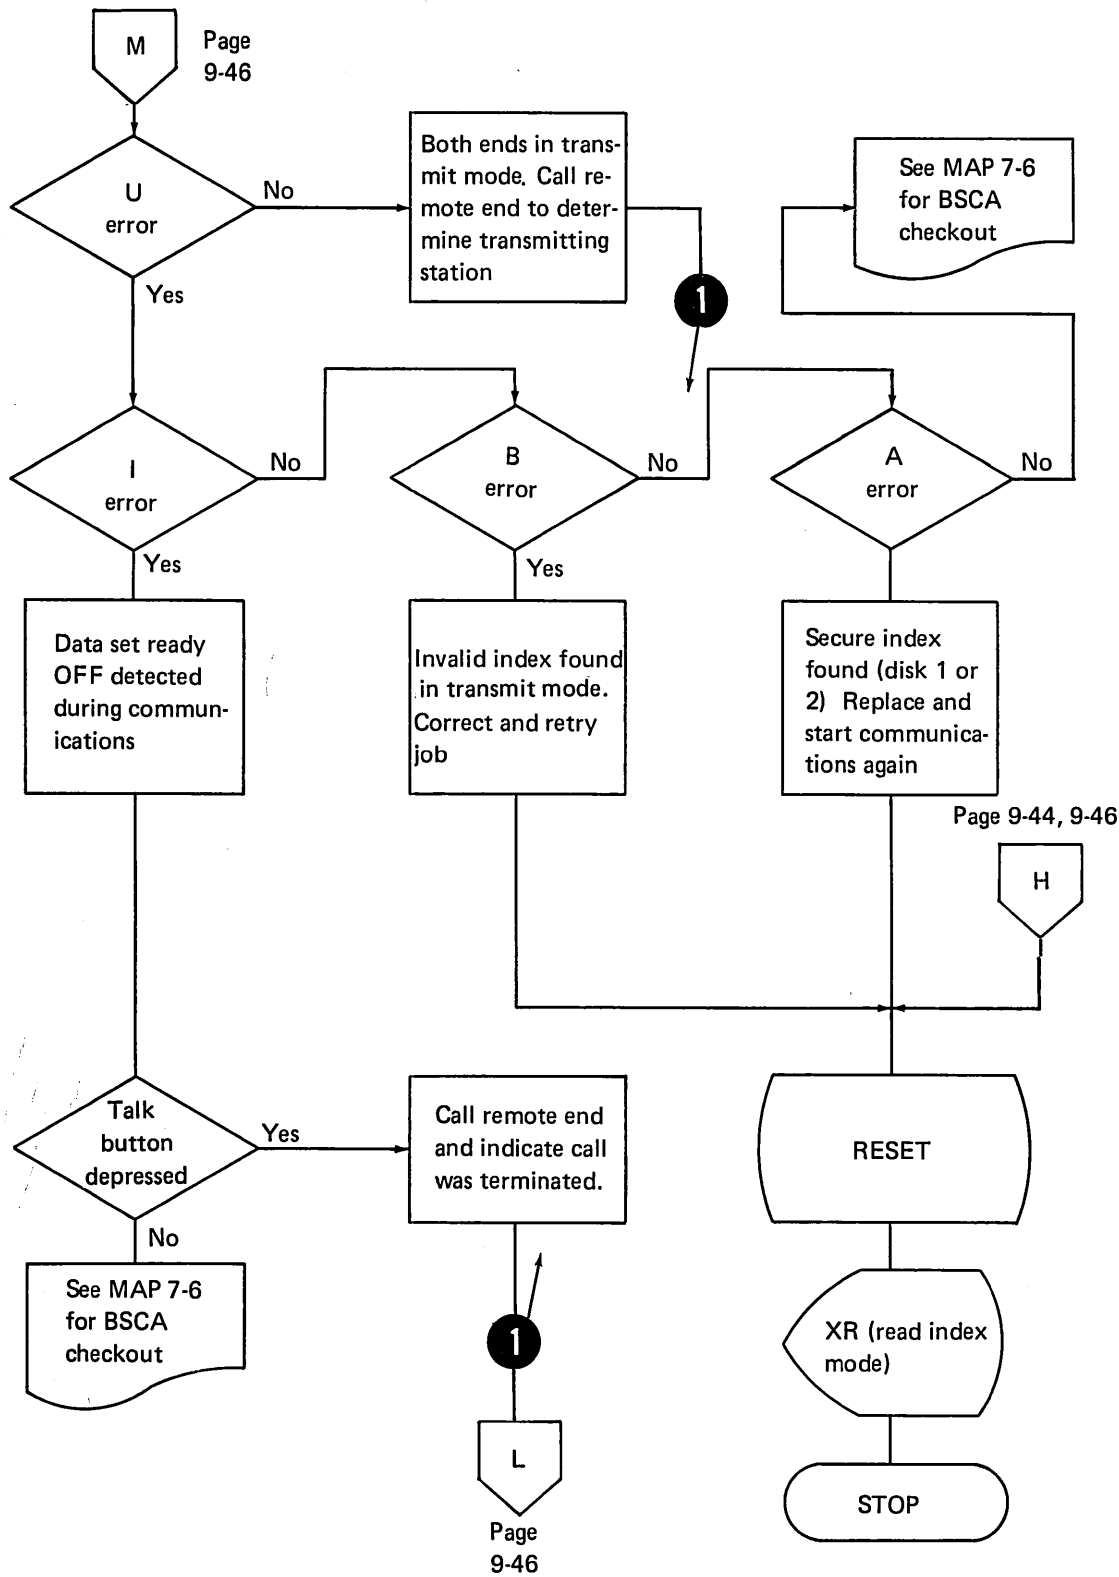 M
Page
9-46
U
error
No
Yes
Both ends in trans-
mit mode. Call re-
mote end to deter-
mine transmitting
station
1
See MAP 7-6
for BSCA
checkout
I
error
No
Yes
B
error
No
Yes
A
error
No
Data set ready
OFF detected
during commun-
ications
Invalid index found
in transmit mode.
Correct and retry
job
Secure index
found (disk 1 or
2) Replace and
start communica-
tions again
Page 9-44, 9-46
H
Talk
button
depressed
Yes
No
Call remote end
and indicate call
was terminated.
RESET
See MAP 7-6
for BSCA
checkout
1
XR (read index
mode)
L
Page
9-46
STOP